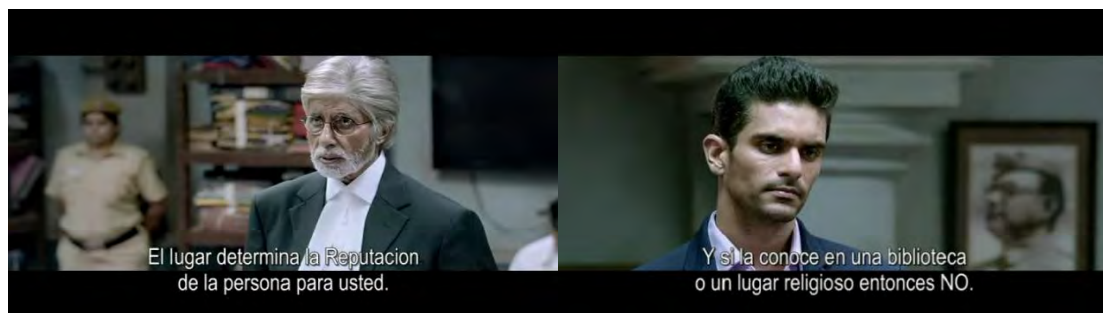 El lugar determina la Reputacion
de la persona para usted.
Y si la conoce en una biblioteca
o un lugar religioso entonces NO.